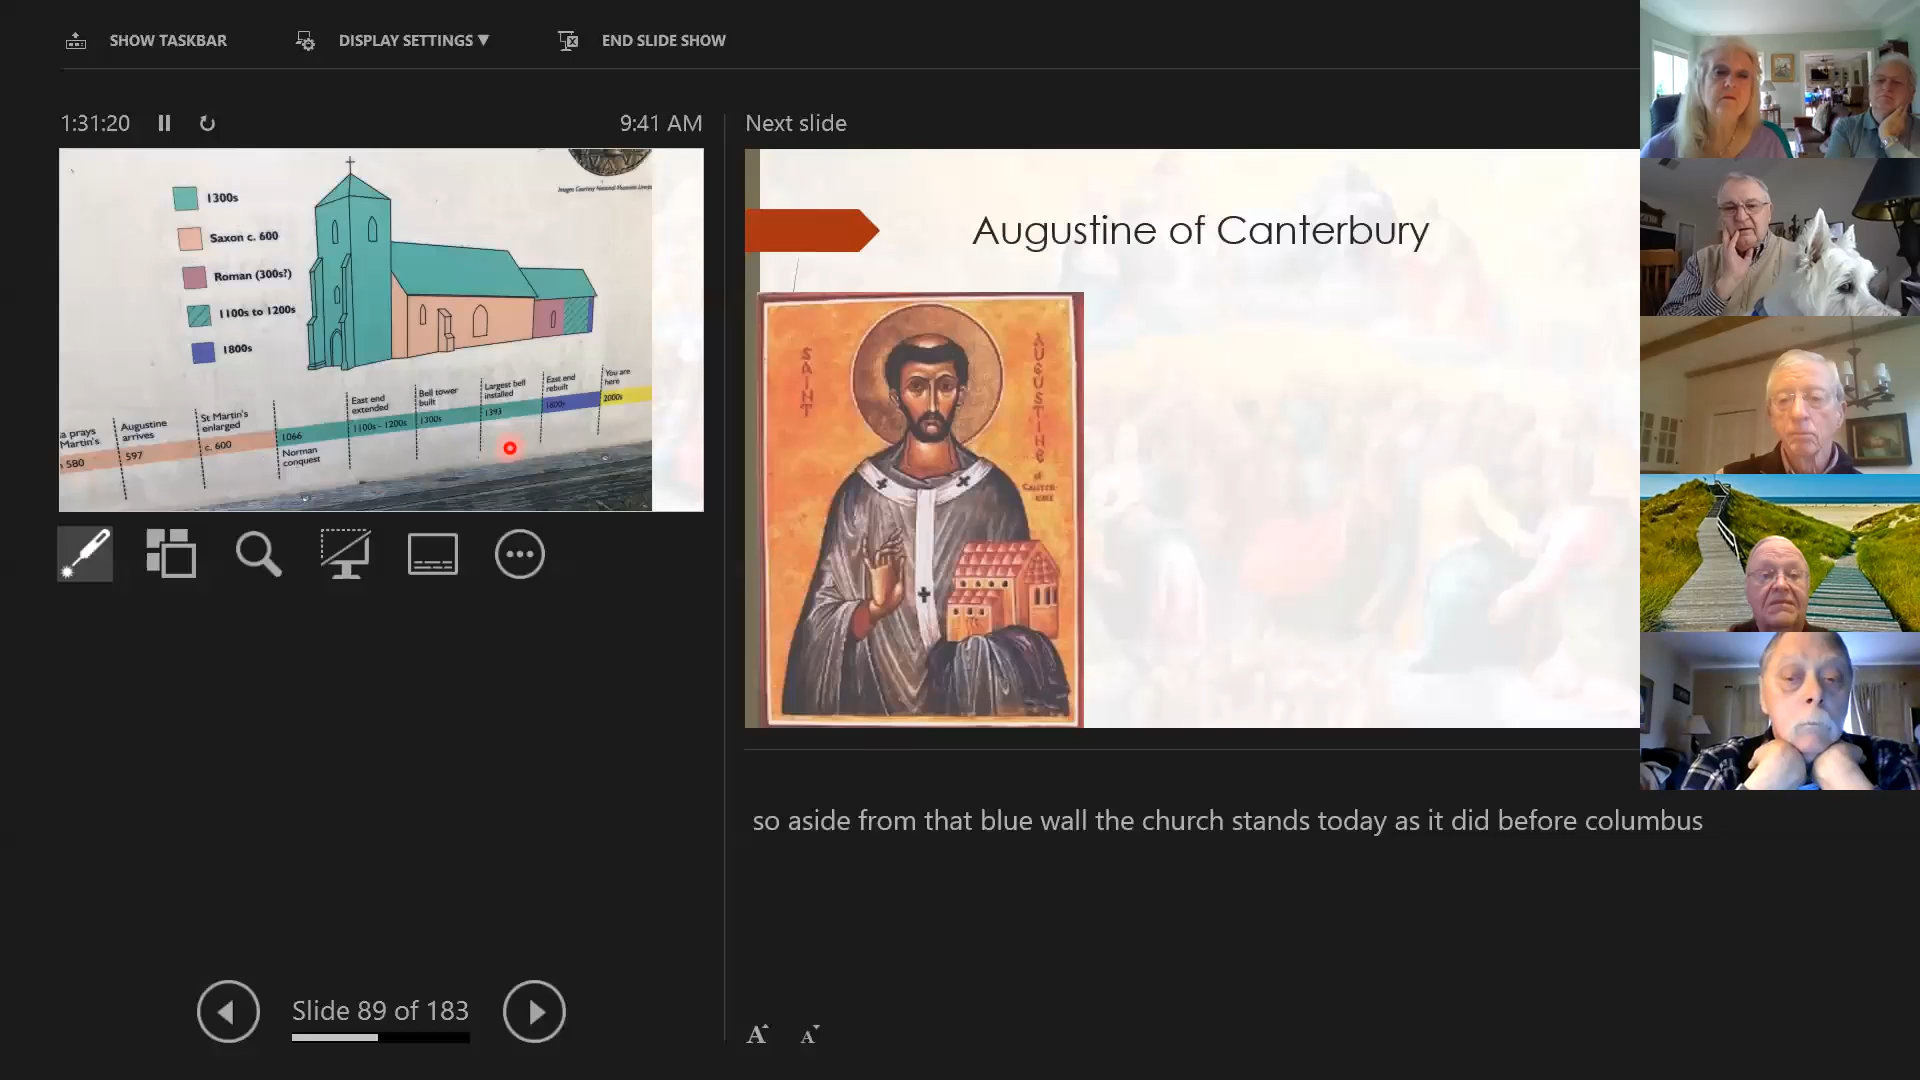 SHOW TASKBAR
DISPLAY SETTINGS ▼
END SLIDE SHOW
1:31:20
9:41 AM
Next slide
1300s
Saxon c. 600
Roman (300s?)
1100s to 1200s
1800s
a prays
Martin's
580
Augustine
arrives
597
St Martin's
enlarged
c. 600
1066
Norman
conquest
East end
extended
1100s - 1200s
Bell tower
built
1300s
Largest bell
installed
1393
East end
rebuilt
1800s
You are
here
2000s
Augustine of Canterbury
SAINT
AUGUSTINE
of
CANTER-
so aside from that blue wall the church stands today as it did before columbus
Slide 89 of 183
A A